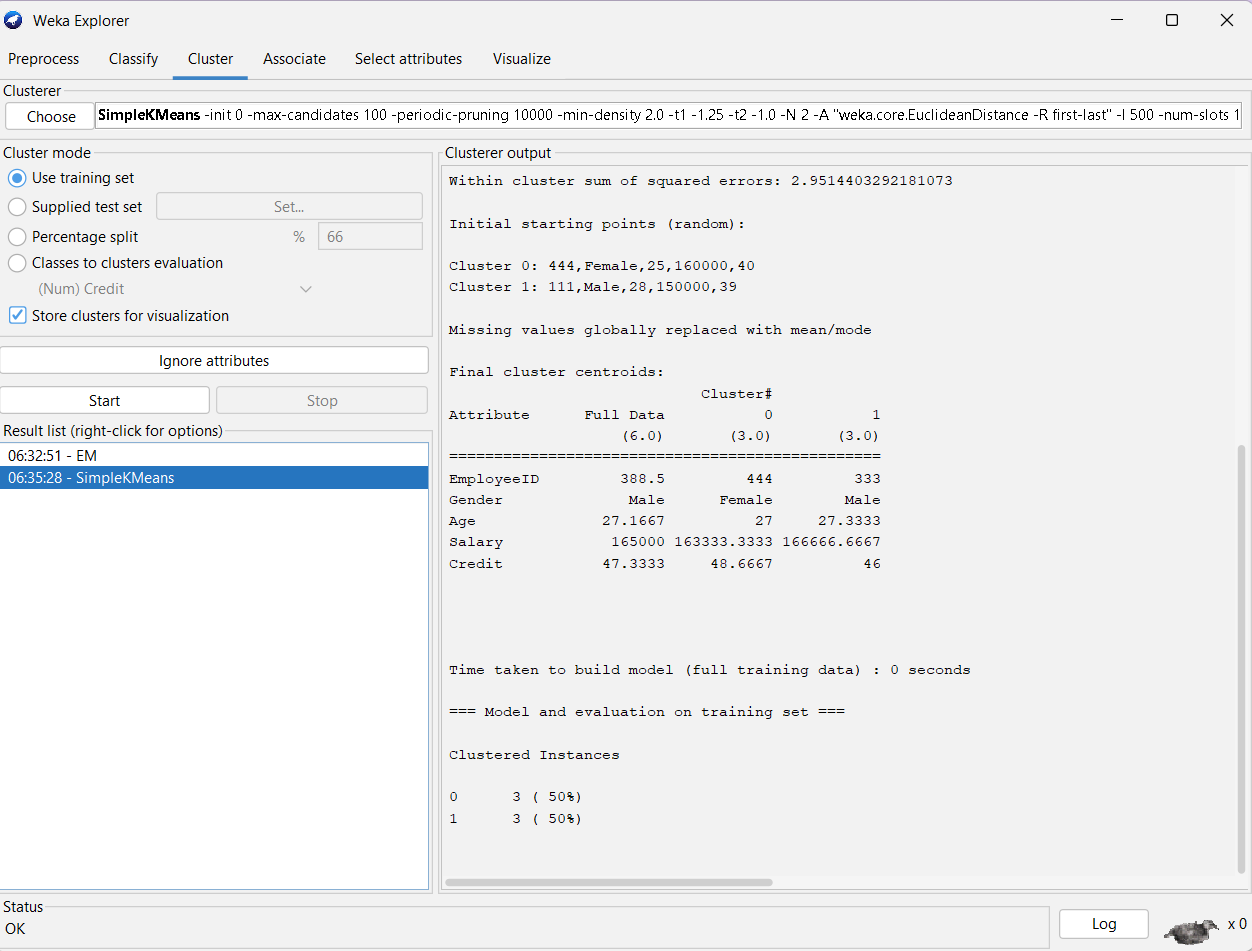 Weka Explorer
Preprocess Classify Cluster Associate Select attributes Visualize
Clusterer
Choose SimpleKMeans -init 0 -max-candidates 100 -periodic-pruning 10000 -min-density 2.0 -t1 -1.25 -t2 -1.0 -N 2 -A "weka.core.EuclideanDistance -R first-last" -I 500 -num-slots 1
Cluster mode
Use training set
Supplied test set Set...
Percentage split % 66
Classes to clusters evaluation
(Num) Credit
Store clusters for visualization
Ignore attributes
Start Stop
Result list (right-click for options)
06:32:51 - EM
06:35:28 - SimpleKMeans
Clusterer output
Within cluster sum of squared errors: 2.9514403292181073
Initial starting points (random):
Cluster 0: 444,Female,25,160000,40
Cluster 1: 111,Male,28,150000,39
Missing values globally replaced with mean/mode
Final cluster centroids:
Cluster#
Attribute Full Data 0 1
(6.0) (3.0) (3.0)
================================================
EmployeeID 388.5 444 333
Gender Male Female Male
Age 27.1667 27 27.3333
Salary 165000 163333.3333 166666.6667
Credit 47.3333 48.6667 46
Time taken to build model (full training data) : 0 seconds
=== Model and evaluation on training set ===
Clustered Instances
0 3 ( 50%)
1 3 ( 50%)
Status
OK
Log x 0